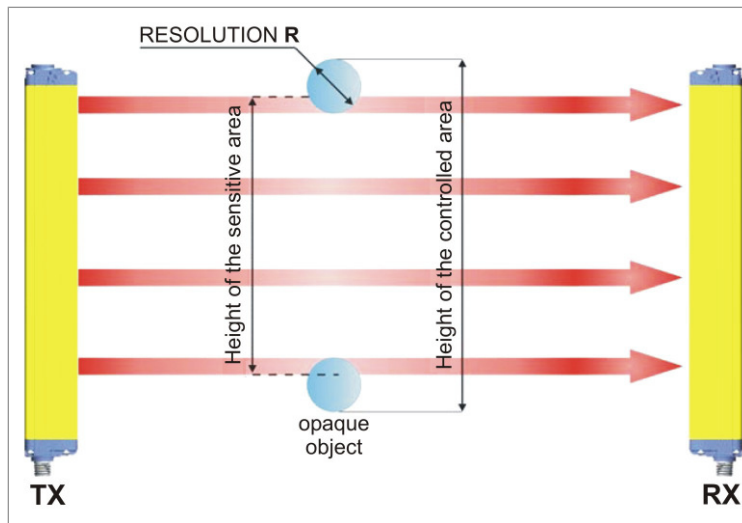 RESOLUTION R
Height of the sensitive area
Height of the controlled area
opaque
object
TX
RX